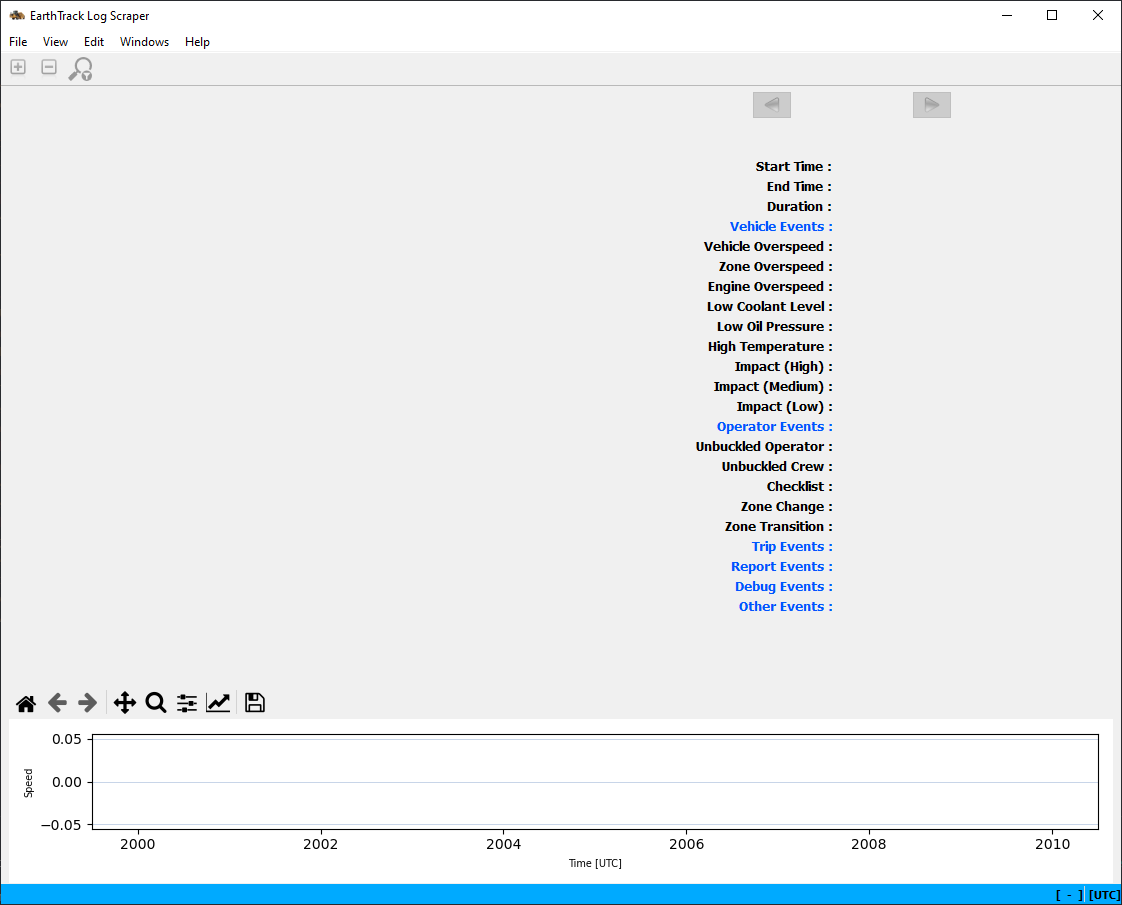 EarthTrack Log Scraper
File View Edit Windows Help
Start Time :
End Time :
Duration :
Vehicle Events :
Vehicle Overspeed :
Zone Overspeed :
Engine Overspeed :
Low Coolant Level :
Low Oil Pressure :
High Temperature :
Impact (High) :
Impact (Medium) :
Impact (Low) :
Operator Events :
Unbuckled Operator :
Unbuckled Crew :
Checklist :
Zone Change :
Zone Transition :
Trip Events :
Report Events :
Debug Events :
Other Events :
0.05
0.00
−0.05
Speed
2000 2002 2004 2006 2008 2010
Time [UTC]
[ - ] [UTC]